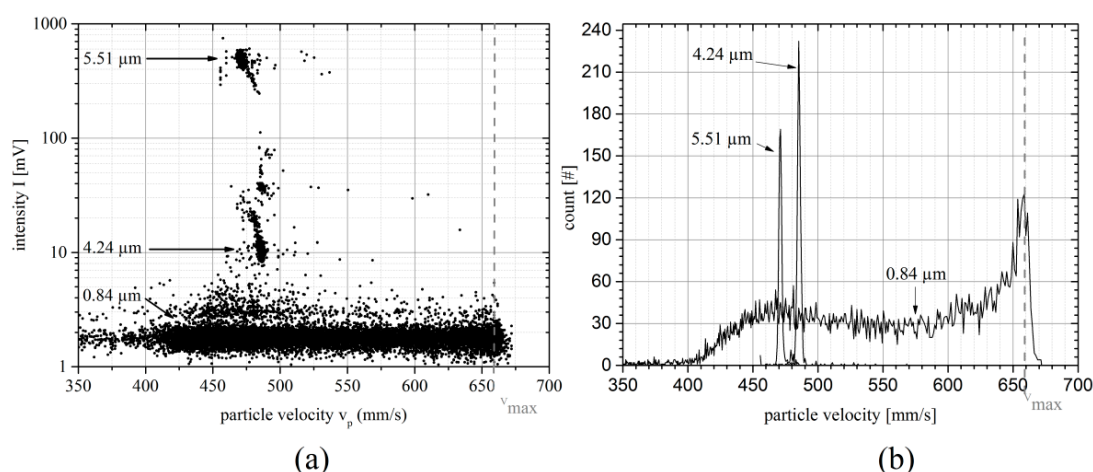 1000
100
10
1
intensity I [mV]
5.51 µm
4.24 µm
0.84 µm
350 400 450 500 550 600 650 700
particle velocity v_p (mm/s)
v_max
(a)
240
210
180
150
120
90
60
30
0
count [#]
4.24 µm
5.51 µm
0.84 µm
350 400 450 500 550 600 650 700
particle velocity [mm/s]
v_max
(b)